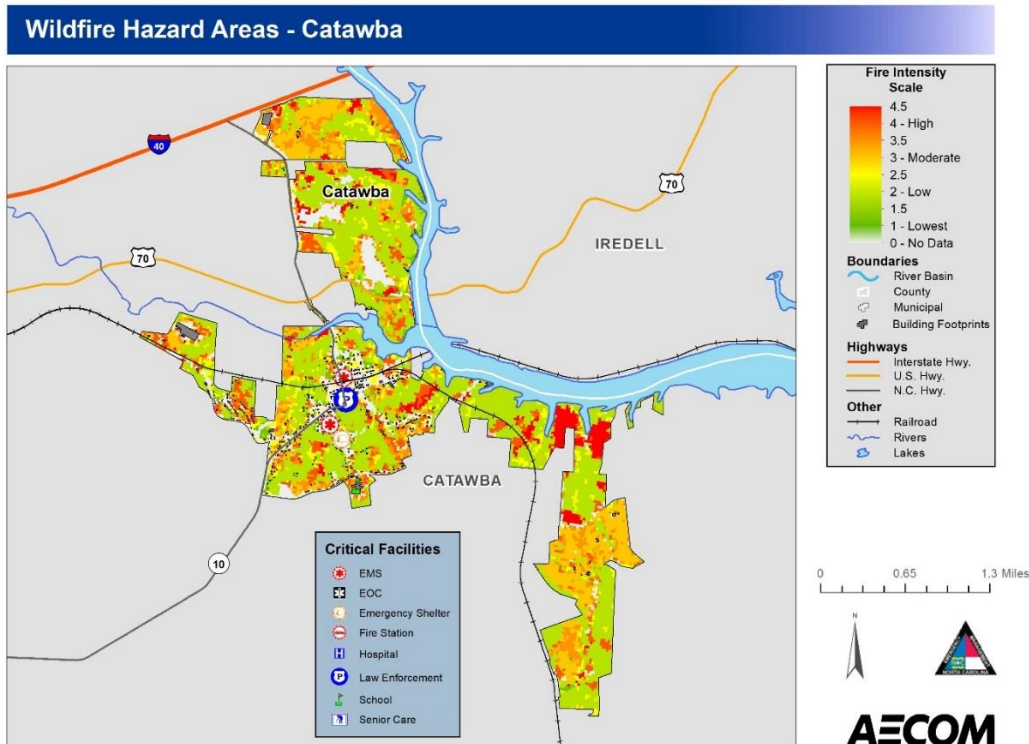 Wildfire Hazard Areas - Catawba
40
Catawba
70
70
IREDELL
CATAWBA
10
Critical Facilities
EMS
EOC
Emergency Shelter
Fire Station
Hospital
Law Enforcement
School
Senior Care
Fire Intensity
Scale
4.5
4 - High
3.5
3 - Moderate
2.5
2 - Low
1.5
1 - Lowest
0 - No Data
Boundaries
River Basin
County
Municipal
Building Footprints
Highways
Interstate Hwy.
U.S. Hwy.
N.C. Hwy.
Other
Railroad
Rivers
Lakes
0 0.65 1.3 Miles
N
NORTH CAROLINA
AECOM